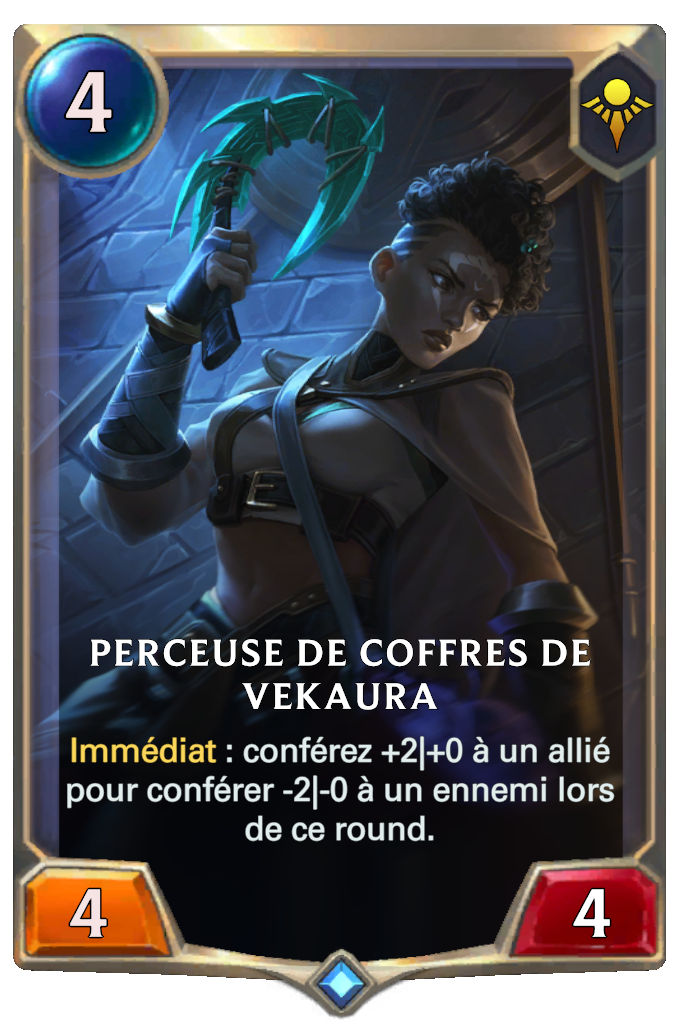 4
PERCEUSE DE COFFRES DE
VEKAURA
Immédiat : conférez +2|+0 à un allié
pour conférer -2|-0 à un ennemi lors
de ce round.
4
4